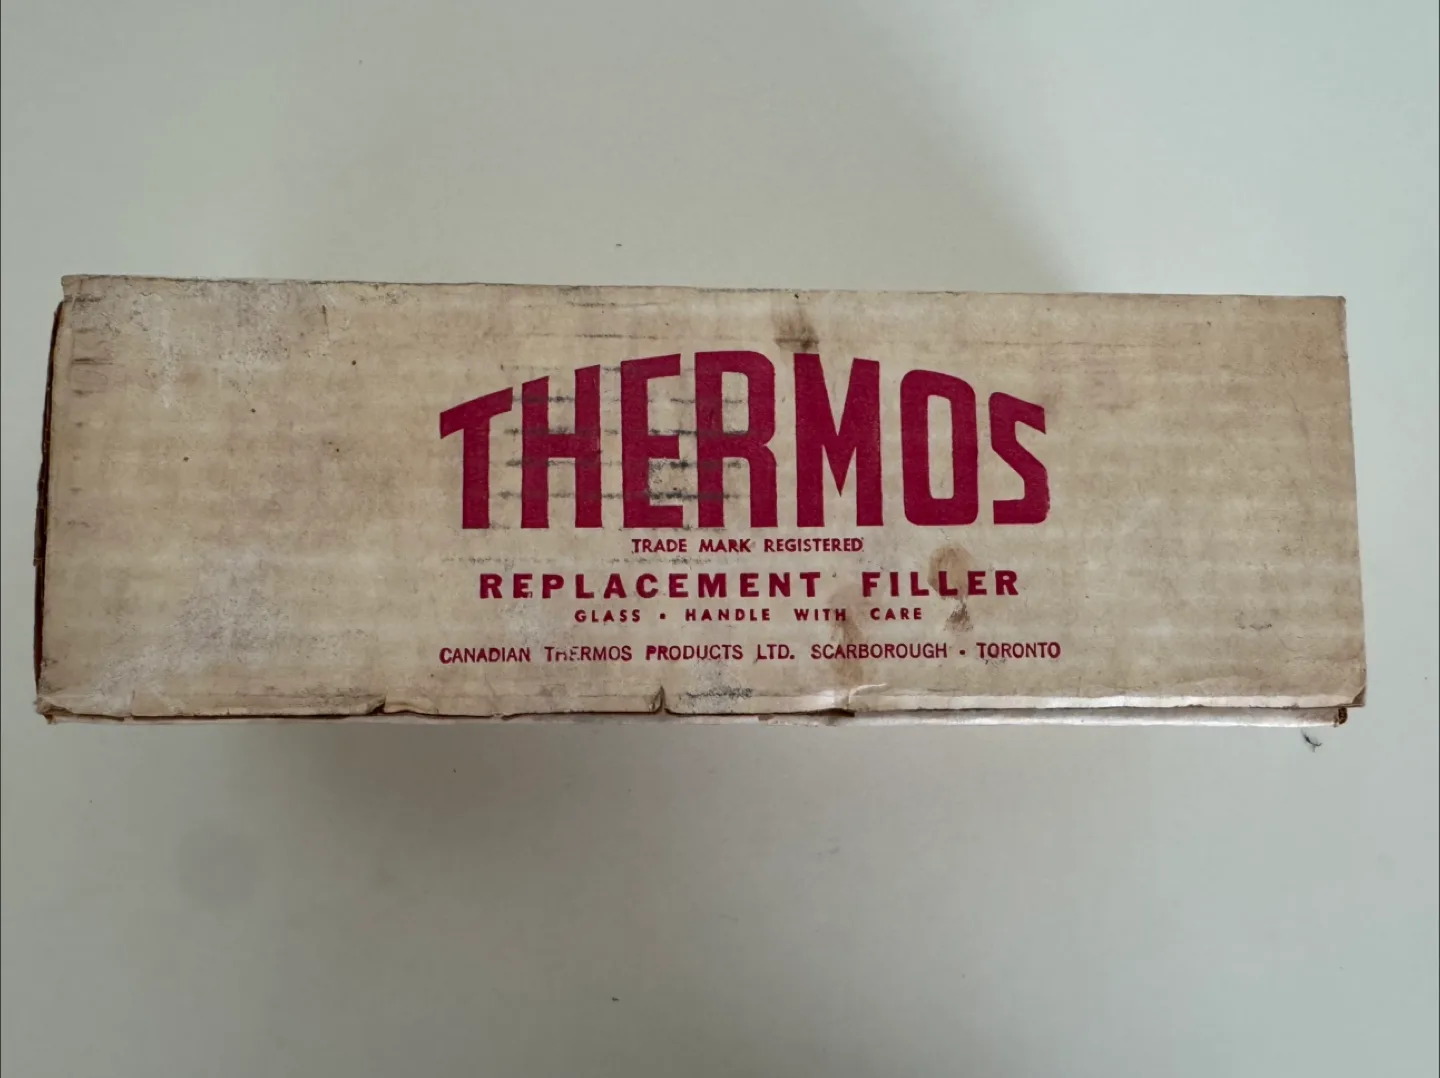 THERMOS
TRADE MARK REGISTERED
REPLACEMENT FILLER
GLASS • HANDLE WITH CARE
CANADIAN THERMOS PRODUCTS LTD. SCARBOROUGH • TORONTO